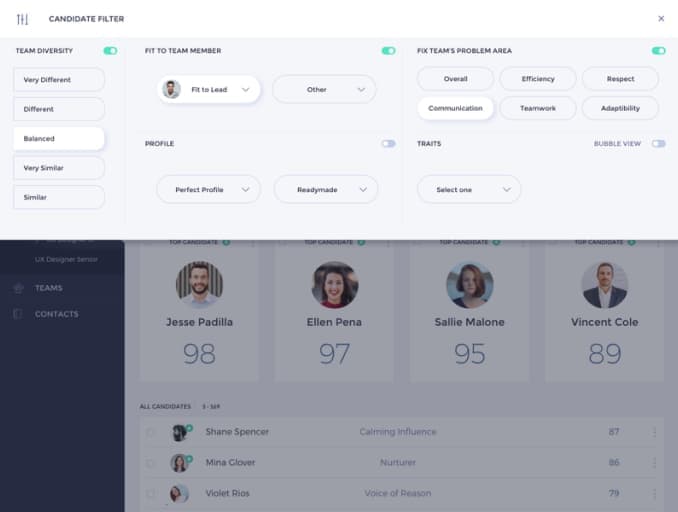 CANDIDATE FILTER
TEAM DIVERSITY
Very Different
Different
Balanced
Very Similar
Similar
FIT TO TEAM MEMBER
Fit to Lead
Other
FIX TEAM'S PROBLEM AREA
Overall
Efficiency
Respect
Communication
Teamwork
Adaptibility
PROFILE
Perfect Profile
Readymade
TRAITS
BUBBLE VIEW
Select one
UX Designer Sensor
TEAMS
CONTACTS
TOP CANDIDATE
Jesse Padilla
98
TOP CANDIDATE
Ellen Pena
97
TOP CANDIDATE
Sallie Malone
95
TOP CANDIDATE
Vincent Cole
89
ALL CANDIDATES
Shane Spencer
Calming Influence
87
Mina Glover
Nurturer
86
Violet Rios
Voice of Reason
79